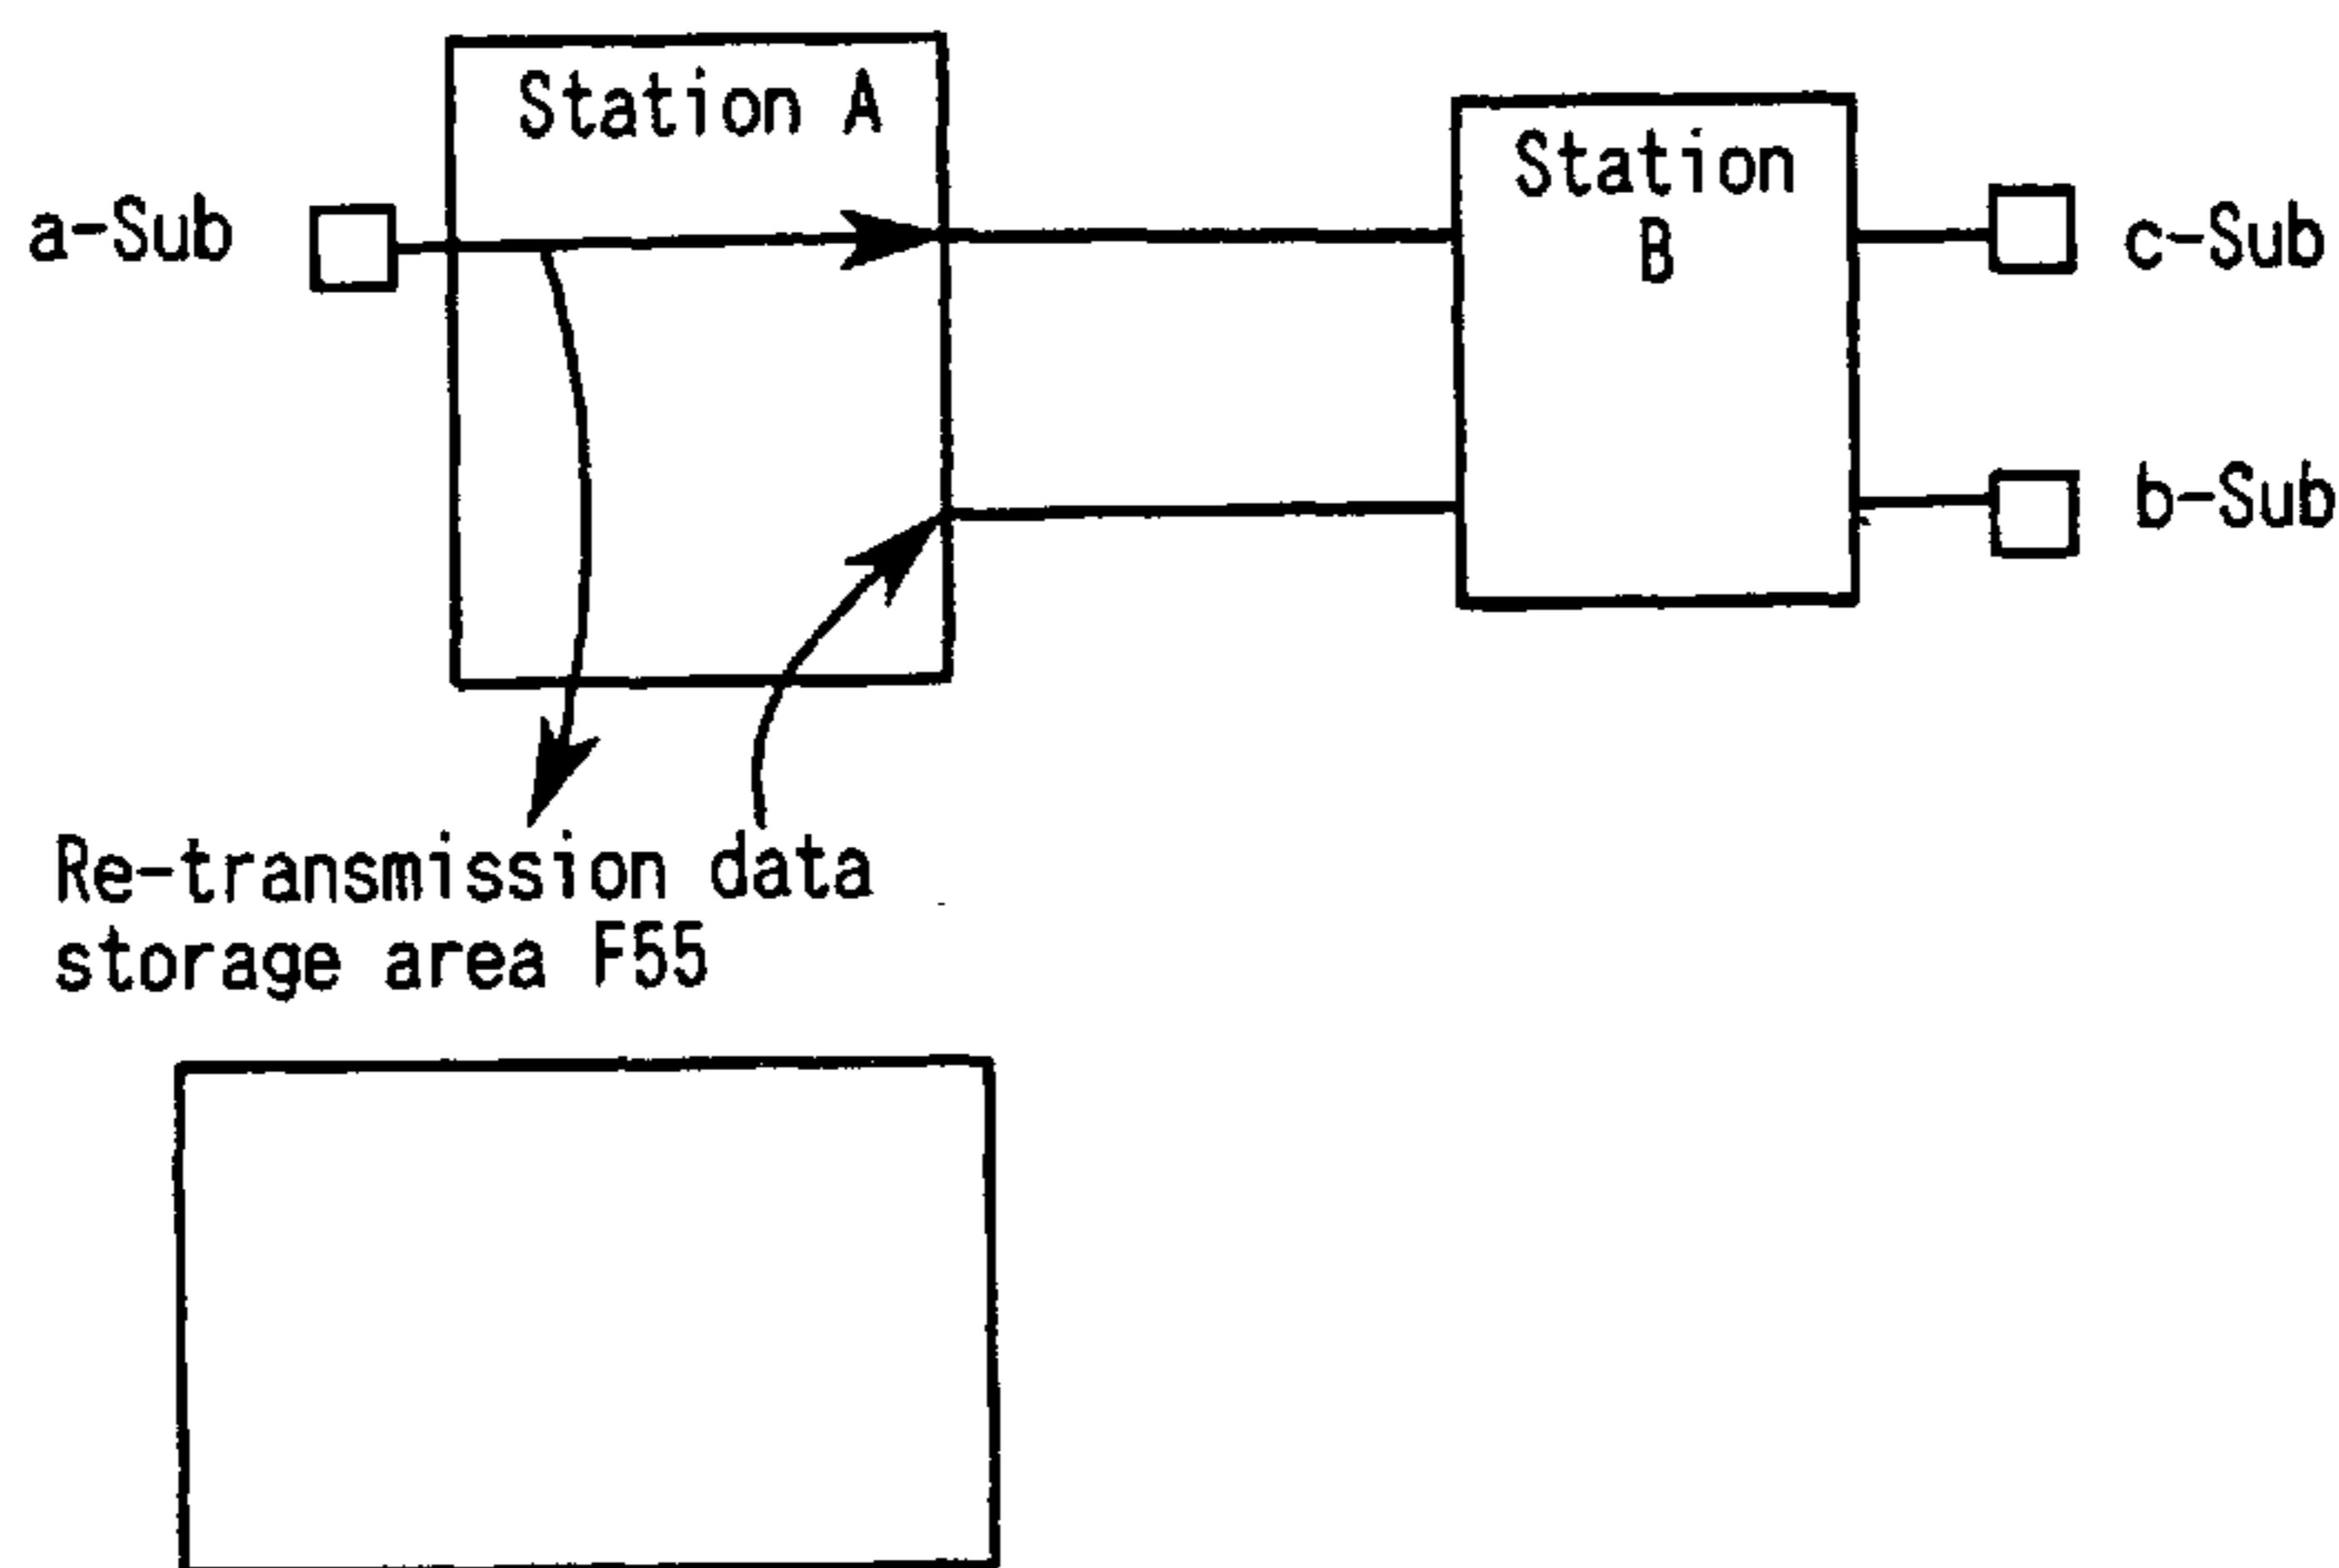 Station A
Station
B
a-Sub
c-Sub
b-Sub
Re-transmission data
storage area F55